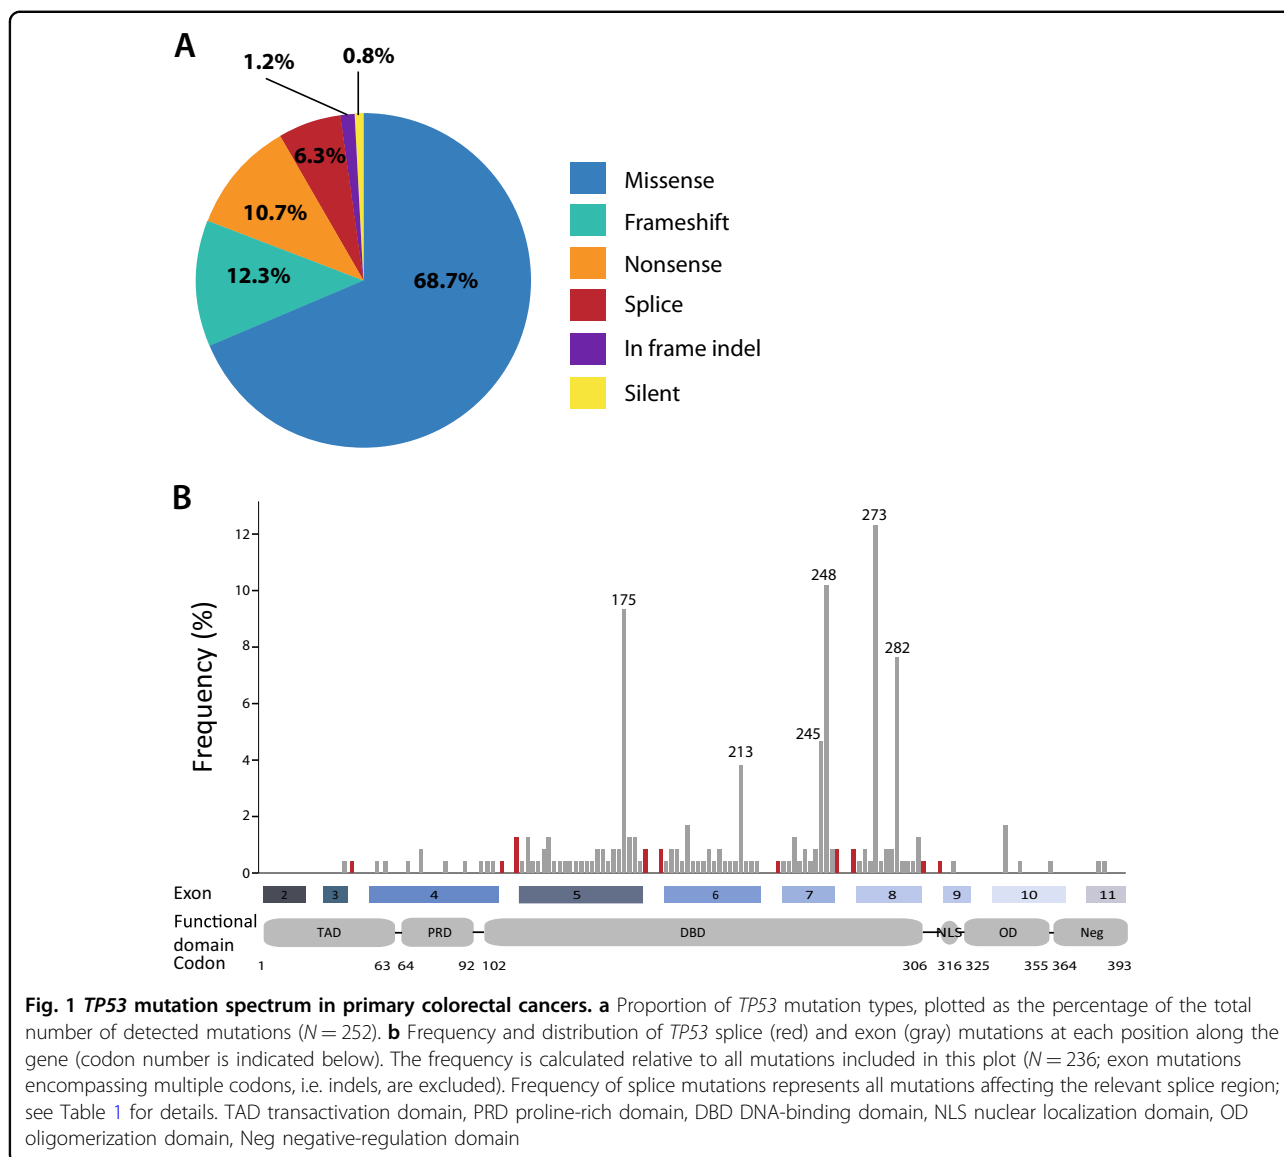 A
1.2%
0.8%
6.3%
10.7%
12.3%
68.7%
Missense
Frameshift
Nonsense
Splice
In frame indel
Silent
B
Frequency (%)
12
10
8
6
4
2
0
175
213
245
248
273
282
Exon
2 3 4 5 6 7 8 9 10 11
Functional
domain
TAD PRD DBD NLS OD Neg
Codon
1 63 64 92 102 306 316 325 355 364 393
Fig. 1 TP53 mutation spectrum in primary colorectal cancers. a Proportion of TP53 mutation types, plotted as the percentage of the total
number of detected mutations (N = 252). b Frequency and distribution of TP53 splice (red) and exon (gray) mutations at each position along the
gene (codon number is indicated below). The frequency is calculated relative to all mutations included in this plot (N = 236; exon mutations
encompassing multiple codons, i.e. indels, are excluded). Frequency of splice mutations represents all mutations affecting the relevant splice region;
see Table 1 for details. TAD transactivation domain, PRD proline-rich domain, DBD DNA-binding domain, NLS nuclear localization domain, OD
oligomerization domain, Neg negative-regulation domain